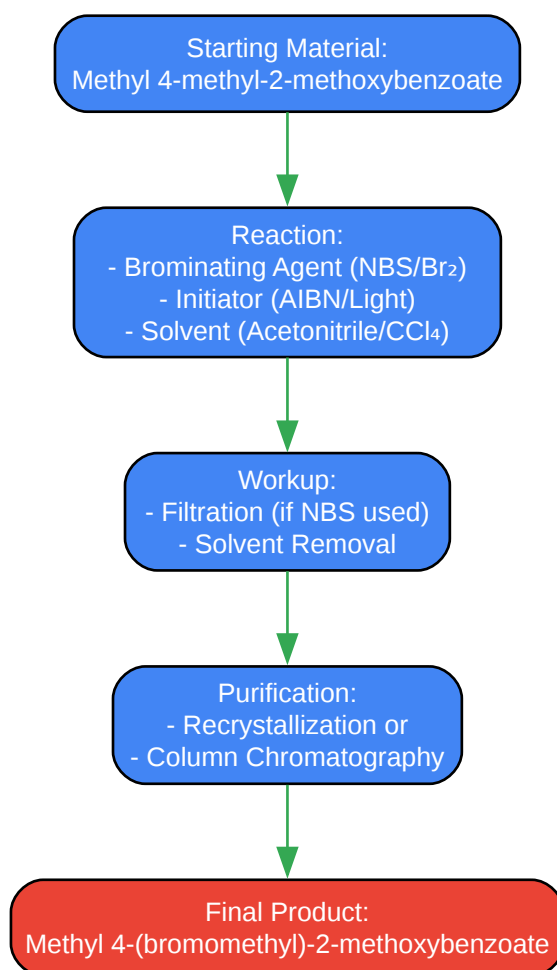 Starting Material:
Methyl 4-methyl-2-methoxybenzoate
Reaction:
- Brominating Agent (NBS/Br₂)
- Initiator (AIBN/Light)
- Solvent (Acetonitrile/CCl₄)
Workup:
- Filtration (if NBS used)
- Solvent Removal
Purification:
- Recrystallization or
- Column Chromatography
Final Product:
Methyl 4-(bromomethyl)-2-methoxybenzoate